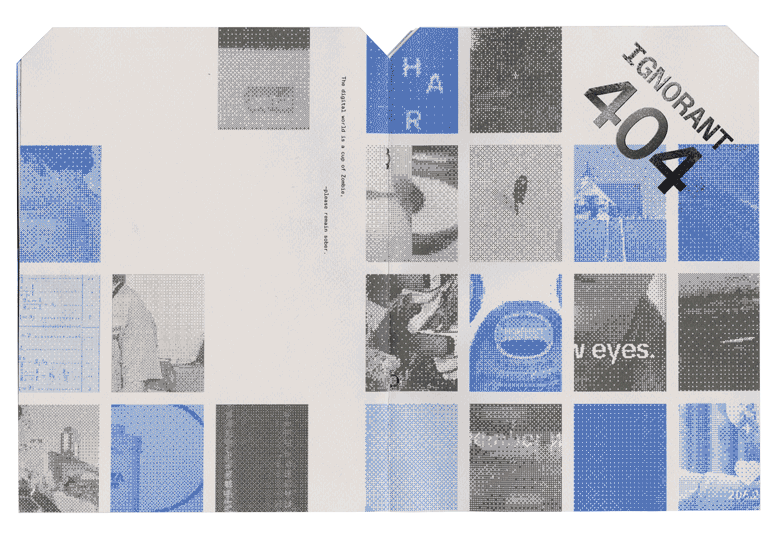 The digital world is a cup of Zombie.
-please remain sober.
H
A
R
IGNORANT
404
w eyes.